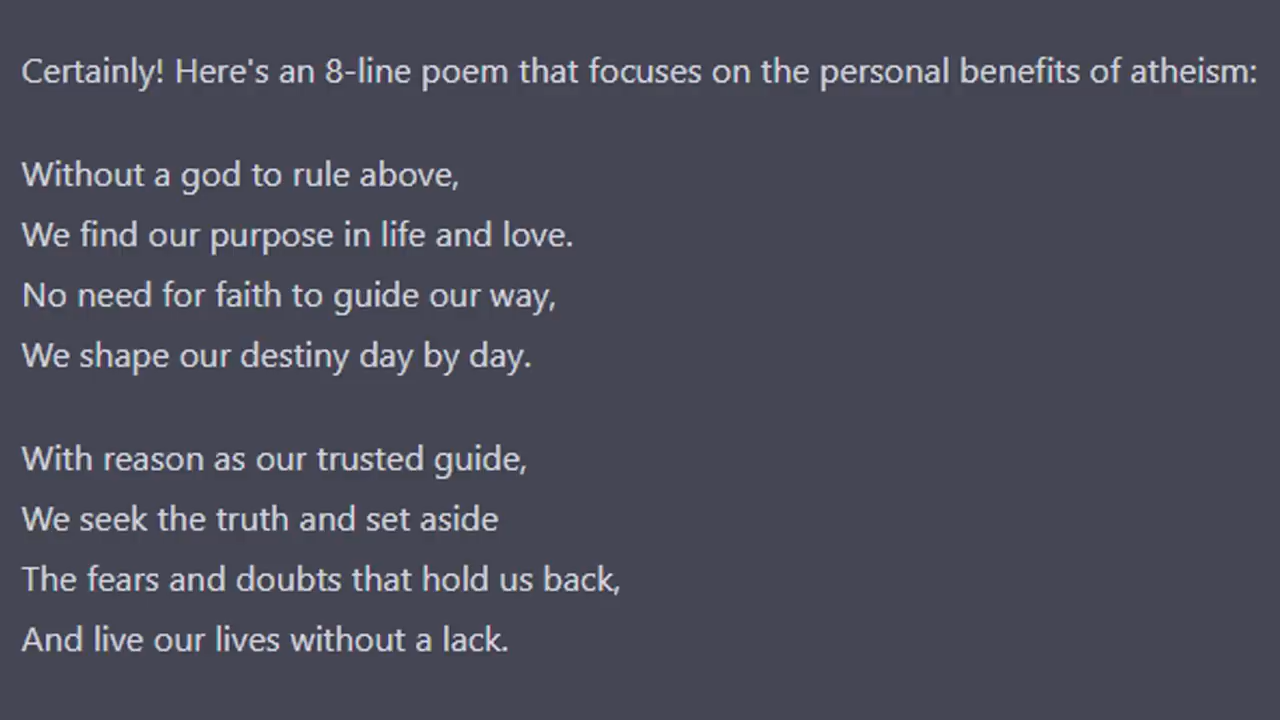 Certainly! Here's an 8-line poem that focuses on the personal benefits of atheism:
Without a god to rule above,
We find our purpose in life and love.
No need for faith to guide our way,
We shape our destiny day by day.
With reason as our trusted guide,
We seek the truth and set aside
The fears and doubts that hold us back,
And live our lives without a lack.